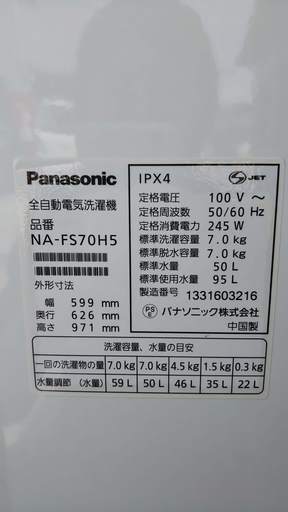 Panasonic
全自動電気洗濯機
品番
NA-FS70H5
外形寸法
幅 599 mm
奥行 626 mm
高さ 971 mm
IPX4
JET
定格電圧 100 V ～
定格周波数 50/60 Hz
定格消費電力 245 W
標準洗濯容量 7.0 kg
標準脱水容量 7.0 kg
標準水量 50 L
標準使用水量 95 L
製造番号 1331603216
PS E パナソニック株式会社
中国製
洗濯容量、水量の目安
一回の洗濯物の量 7.0 kg 7.0 kg 4.5 kg 1.5 kg 0.3 kg
水量調節（水量） 59 L 50 L 46 L 35 L 22 L